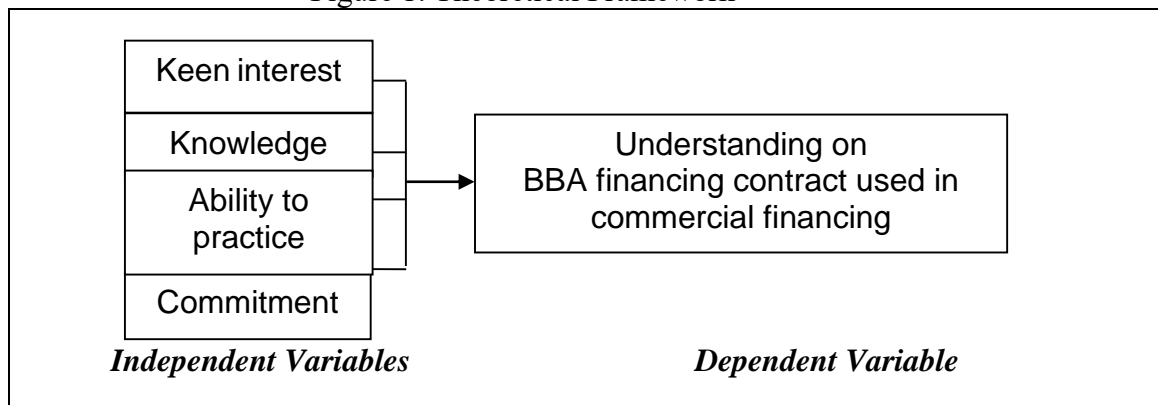 Keen interest
Knowledge
Ability to
practice
Commitment
Understanding on
BBA financing contract used in
commercial financing
Independent Variables
Dependent Variable